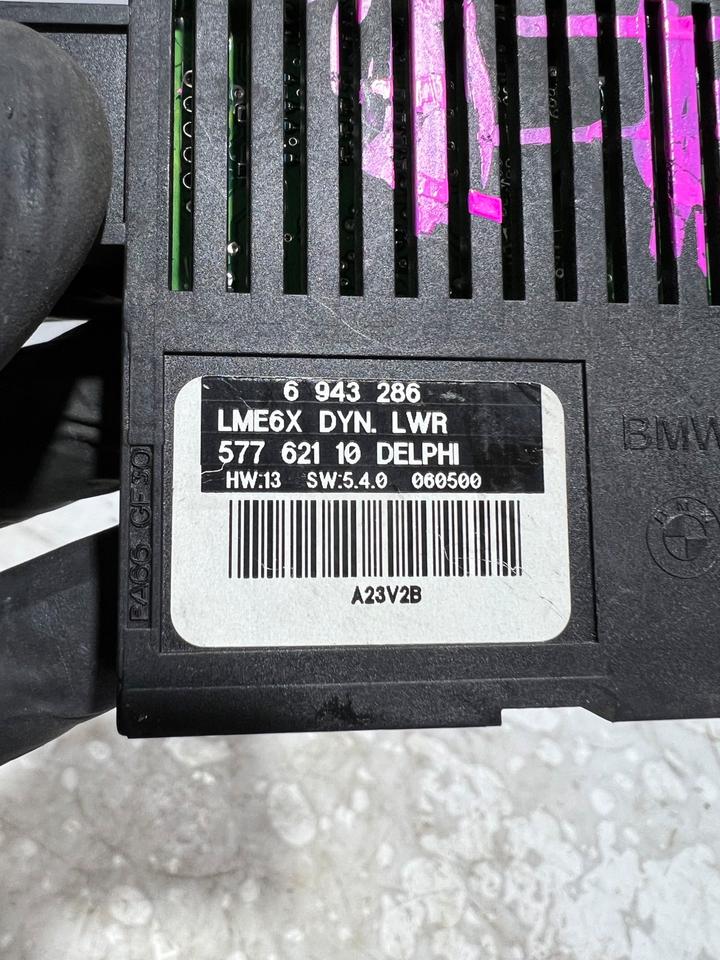 6 943 286
LME6X DYN. LWR
577 621 10 DELPHI
HW:13 SW:5.4.0 060500
A23V2B
BMW
BMW
PA66 GF30